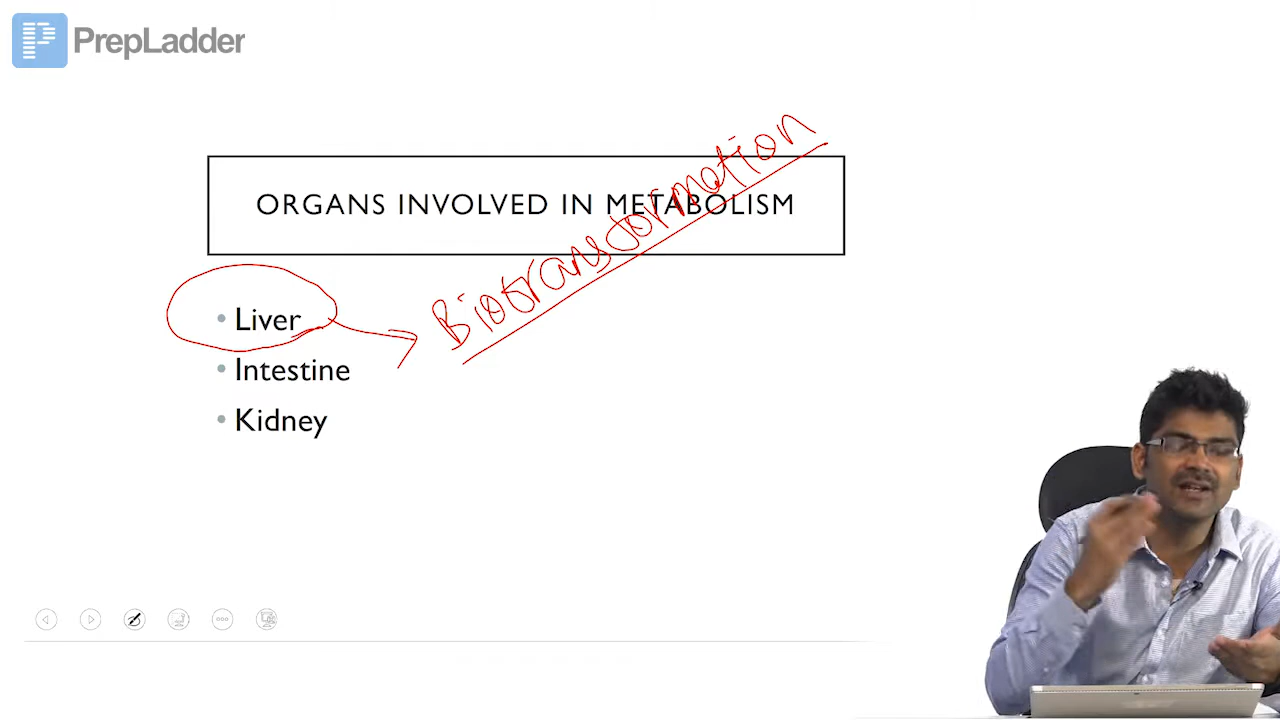 PrepLadder
ORGANS INVOLVED IN METABOLISM
Biotransformation
• Liver
• Intestine
• Kidney